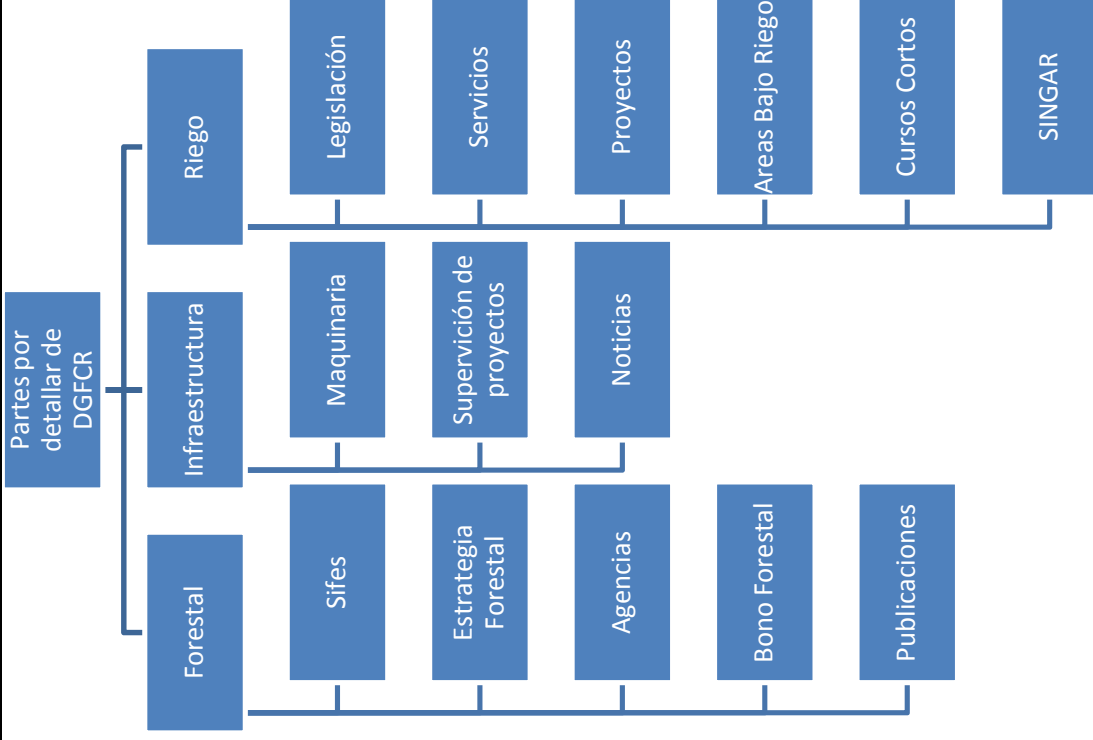 Partes por
detallar de
DGFCR
Forestal
Sifes
Estrategia
Forestal
Agencias
Bono Forestal
Publicaciones
Infraestructura
Maquinaria
Supervición de
proyectos
Noticias
Riego
Legislación
Servicios
Proyectos
Areas Bajo Riego
Cursos Cortos
SINGAR